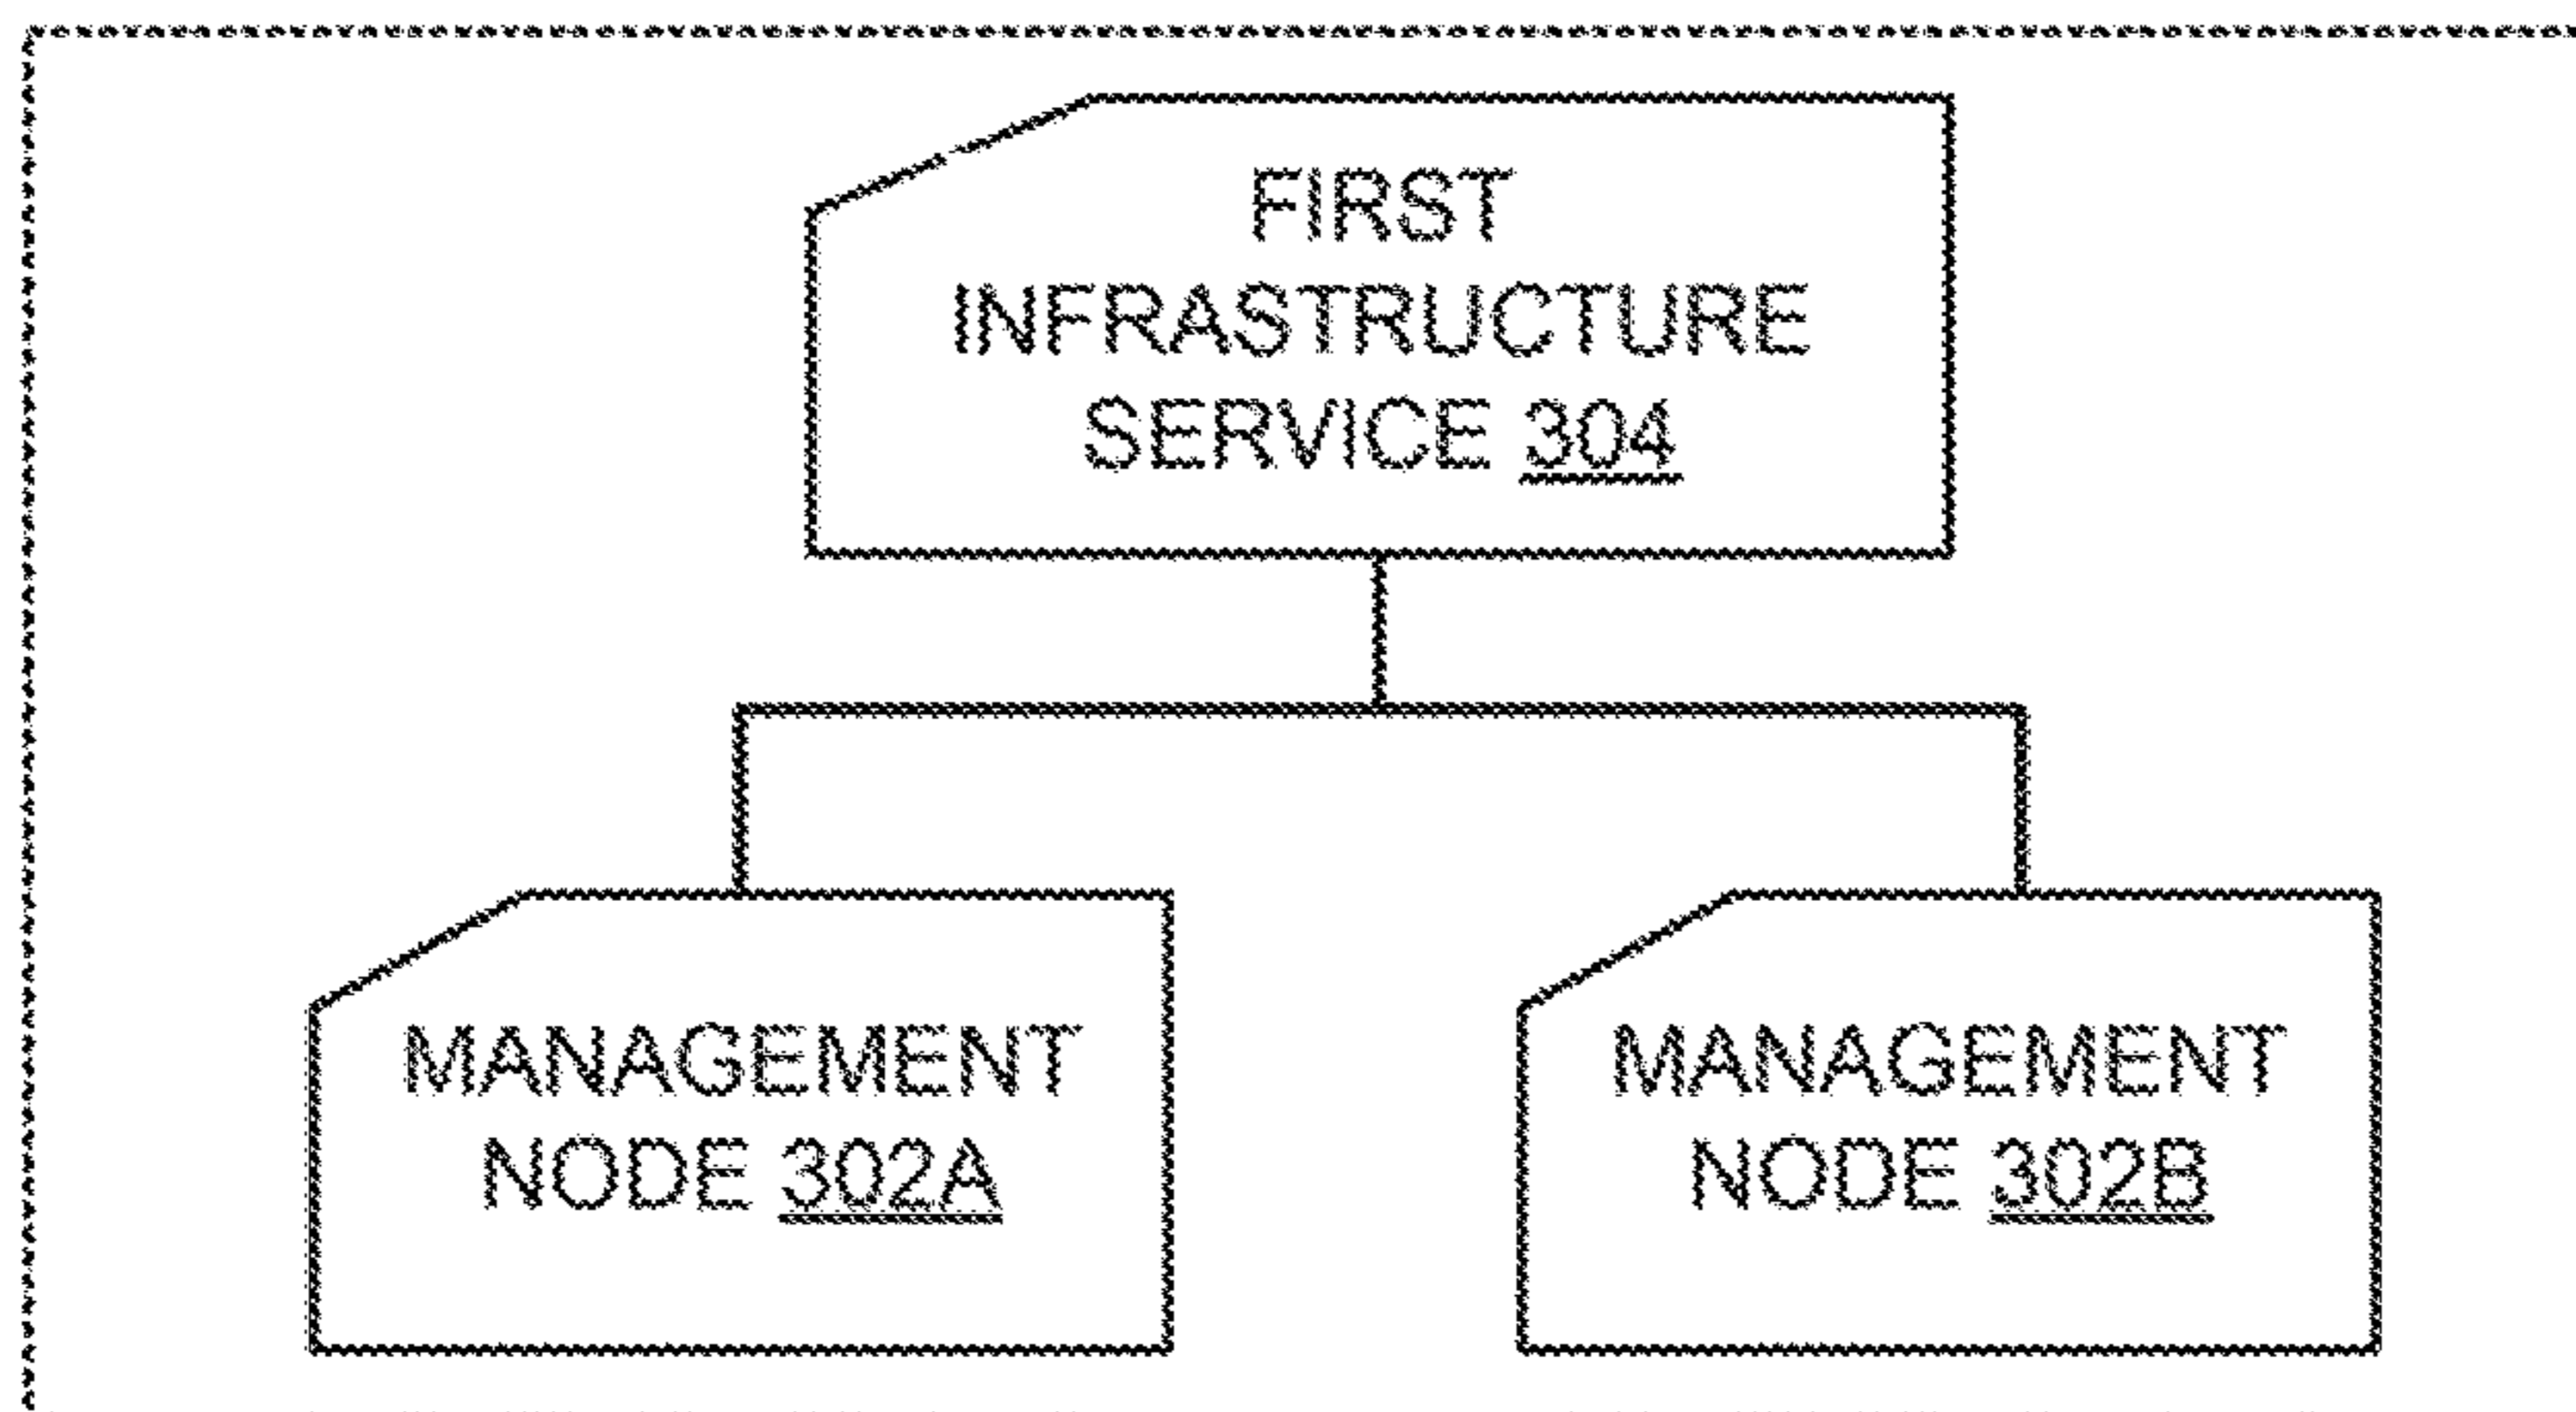 FIRST
INFRASTRUCTURE
SERVICE 304
MANAGEMENT
NODE 302A
MANAGEMENT
NODE 302B